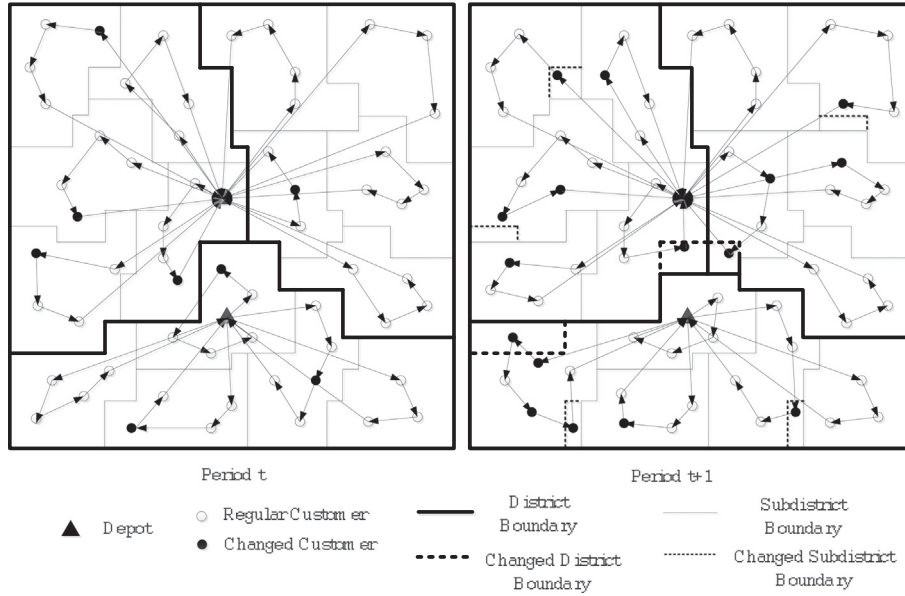 Period t
Period t+1
Depot
Regular Customer
Changed Customer
District
Boundary
Changed District
Boundary
Subdistrict
Boundary
Changed Subdistrict
Boundary